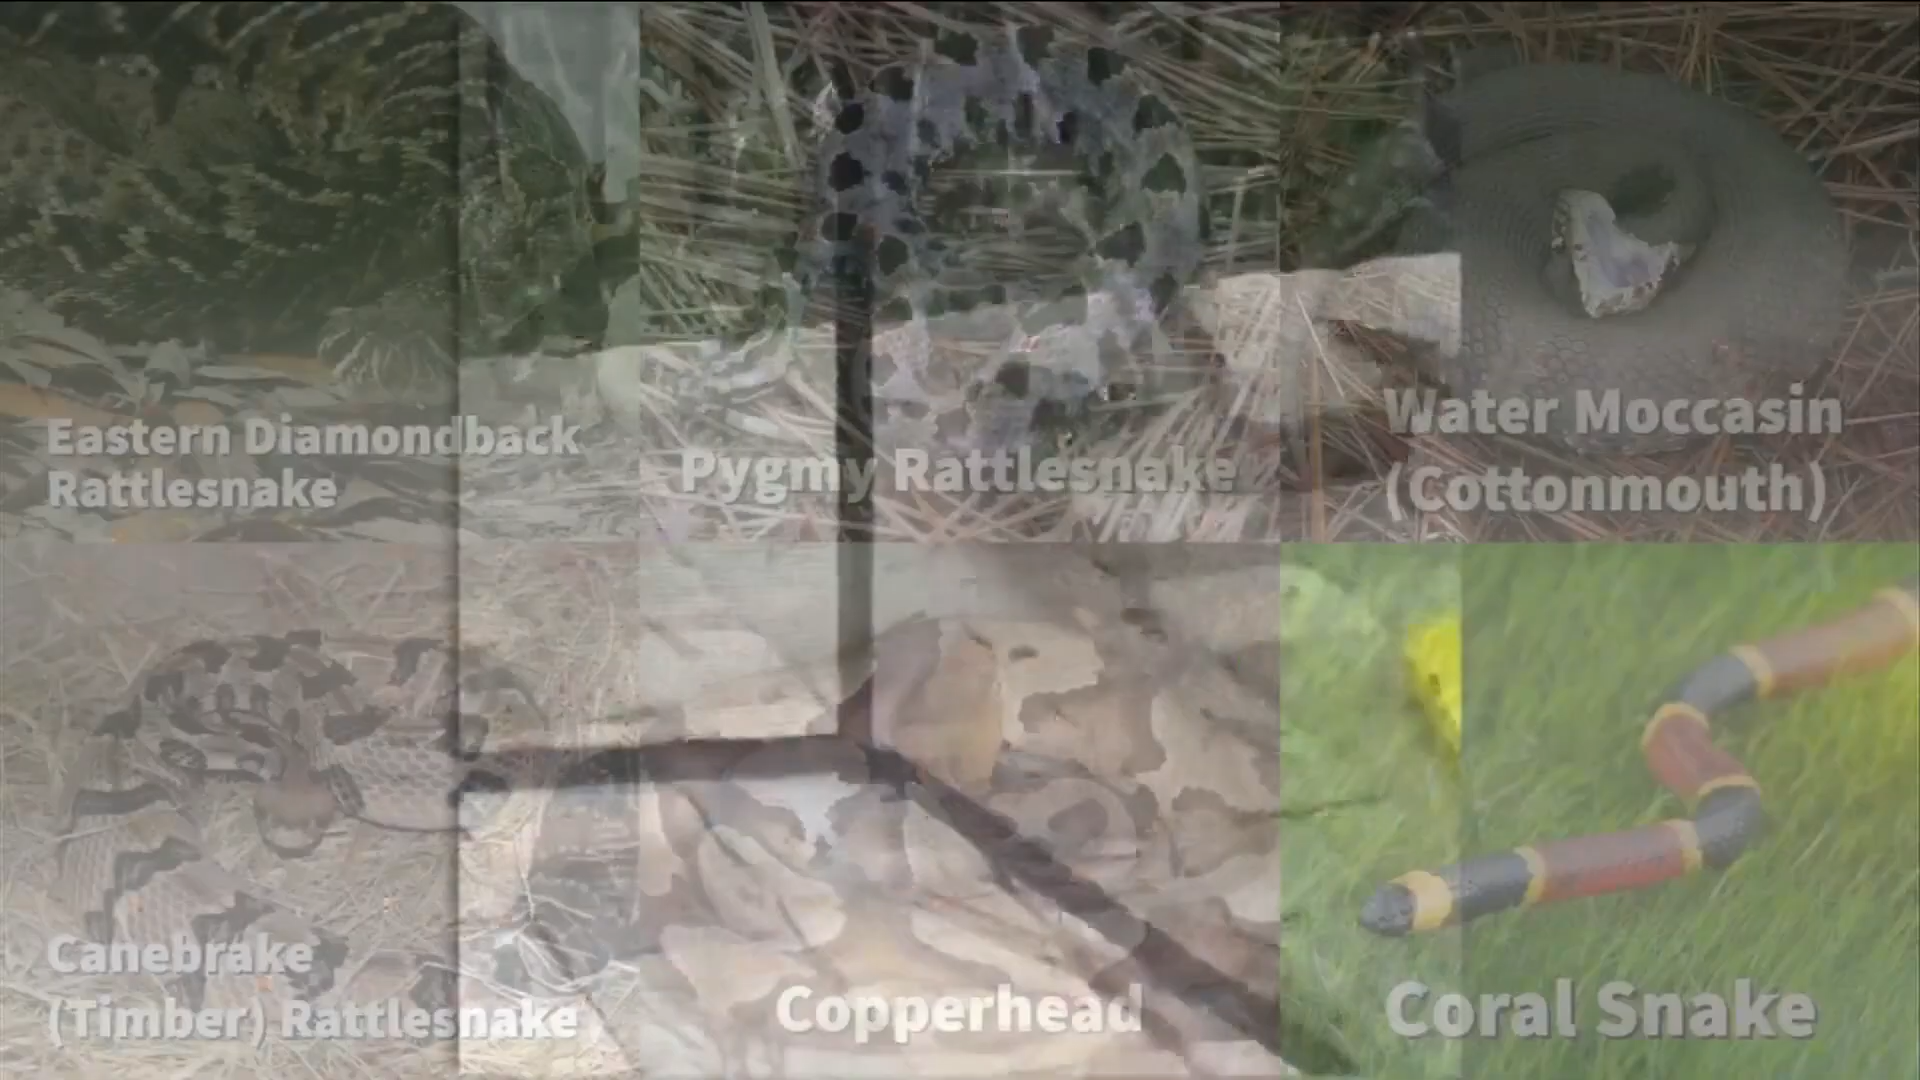 Eastern Diamondback
Rattlesnake
Pygmy Rattlesnake
Water Moccasin
(Cottonmouth)
Canebrake
(Timber) Rattlesnake
Copperhead
Coral Snake